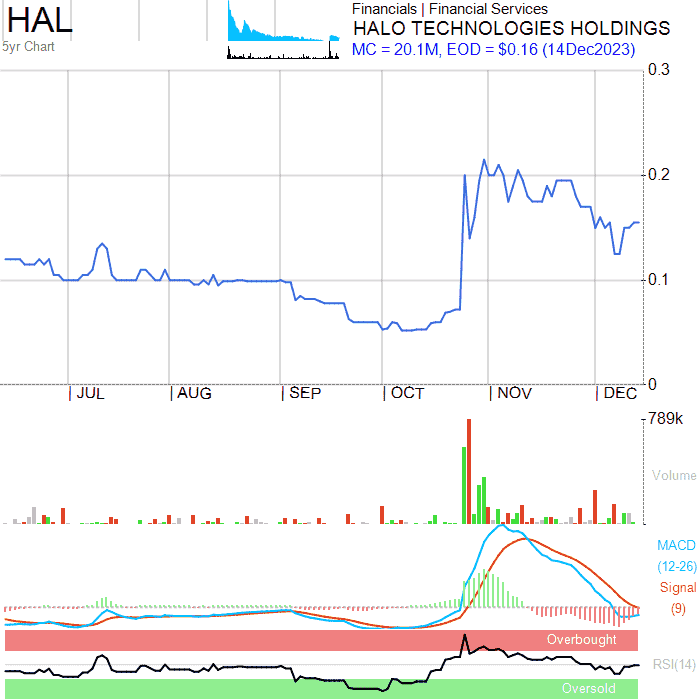 HAL
5yr Chart
Financials | Financial Services
HALO TECHNOLOGIES HOLDINGS
MC = 20.1M, EOD = $0.16 (14Dec2023)
0.3
0.2
0.1
0
| JUL | AUG | SEP | OCT | NOV | DEC
789k
Volume
MACD
(12-26)
Signal
(9)
Overbought
RSI(14)
Oversold